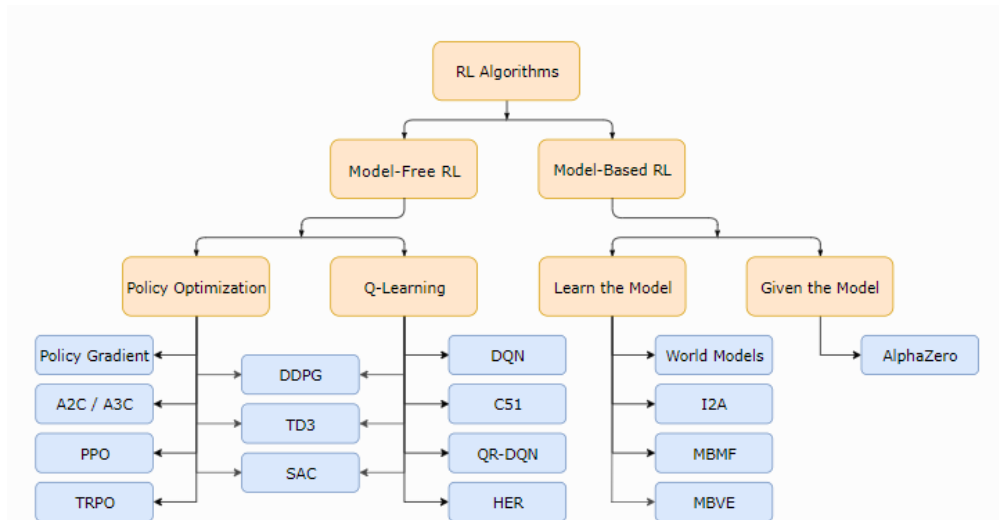 RL Algorithms
Model-Free RL
Model-Based RL
Policy Optimization
Q-Learning
Learn the Model
Given the Model
Policy Gradient
DDPG
DQN
World Models
AlphaZero
A2C / A3C
TD3
C51
I2A
PPO
SAC
QR-DQN
MBMF
TRPO
HER
MBVE